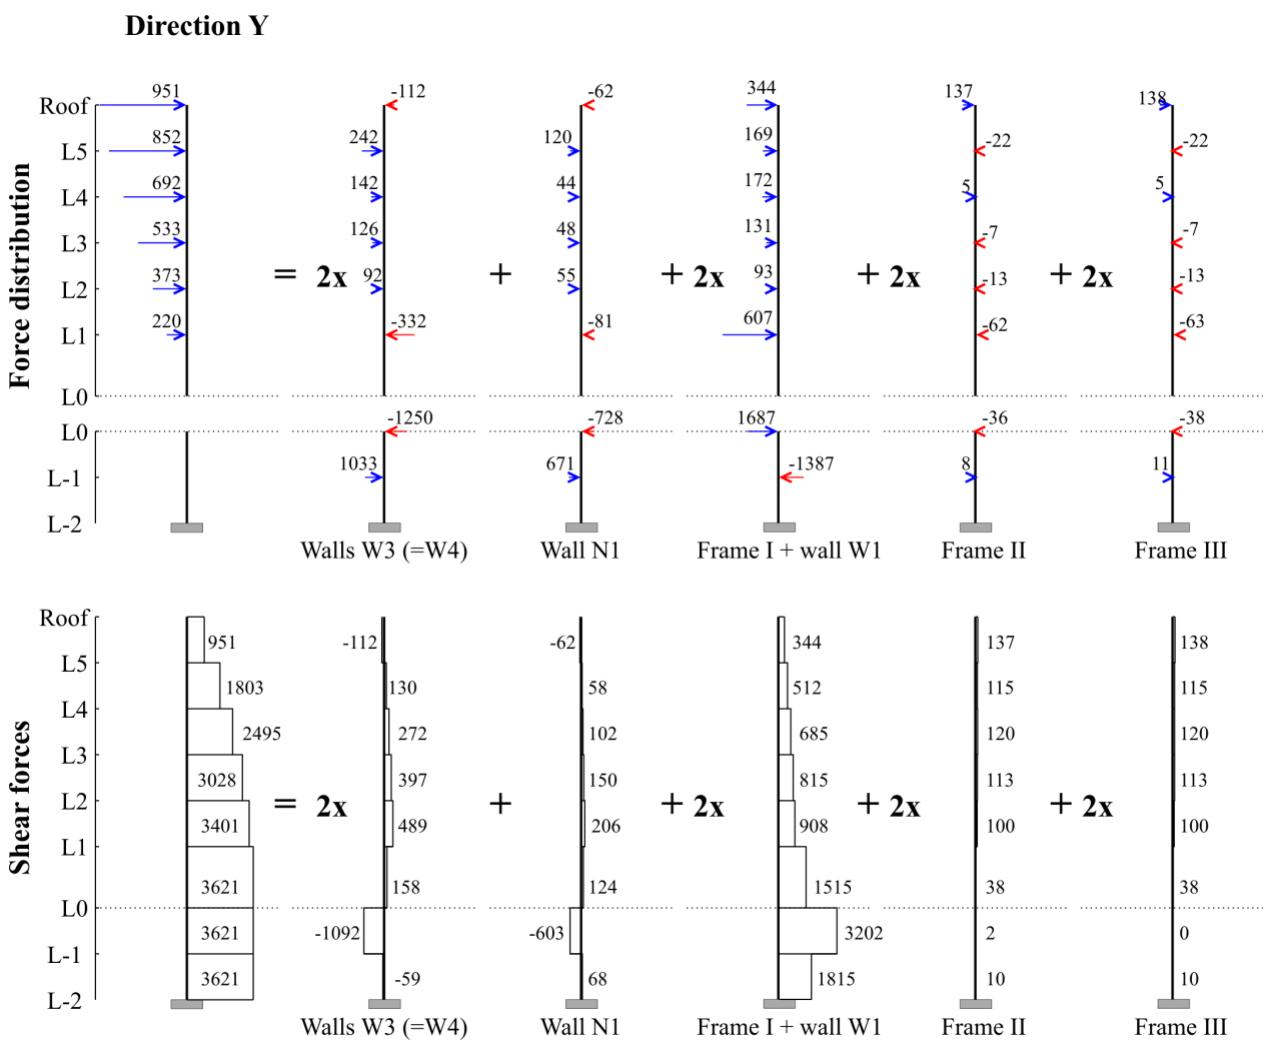 Direction Y
Force distribution
Roof 951 -112 -62 344 137 138
L5 852 242 120 169 -22 -22
L4 692 142 44 172 5 5
L3 533 126 48 131 -7 -7
L2 373 92 55 93 -13 -13
= 2x + + 2x + 2x + 2x
L1 220 -332 -81 607 -62 -63
L0
L0 -1250 -728 1687 -36 -38
L-1 1033 671 -1387 8 11
L-2
Walls W3 (=W4) Wall N1 Frame I + wall W1 Frame II Frame III
Shear forces
Roof
951 -112 -62 344 137 138
L5
1803 130 58 512 115 115
L4
2495 272 102 685 120 120
L3
3028 397 150 815 113 113
L2
= 2x + + 2x + 2x + 2x
3401 489 206 908 100 100
L1
3621 158 124 1515 38 38
L0
3621 -1092 -603 3202 2 0
L-1
3621 -59 68 1815 10 10
L-2
Walls W3 (=W4) Wall N1 Frame I + wall W1 Frame II Frame III